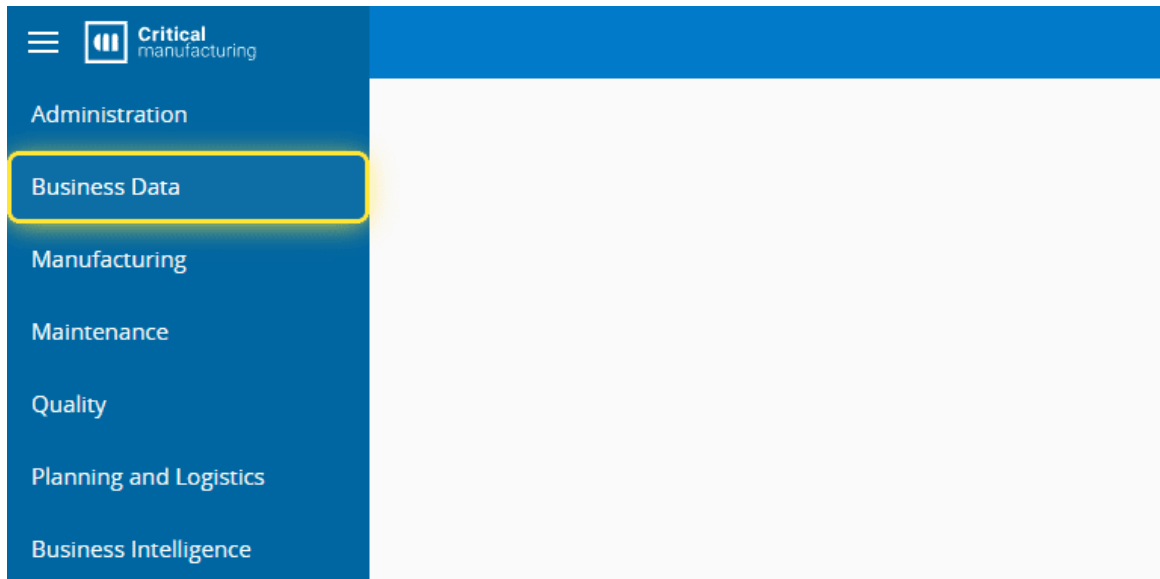 Critical
manufacturing
Administration
Business Data
Manufacturing
Maintenance
Quality
Planning and Logistics
Business Intelligence